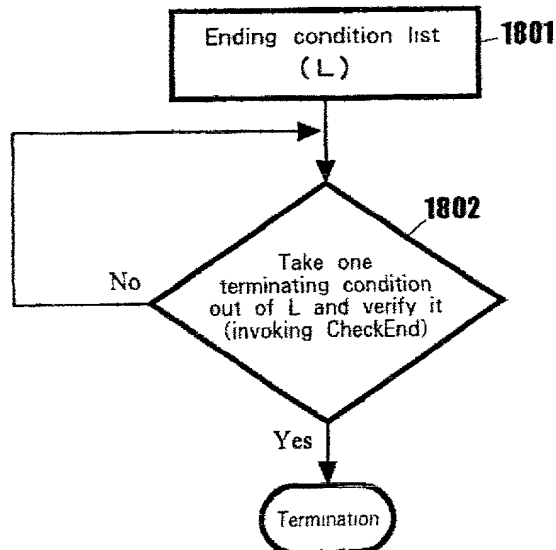 Ending condition list
(L)
1801
1802
Take one
terminating condition
out of L and verify it
(invoking CheckEnd)
No
Yes
Termination